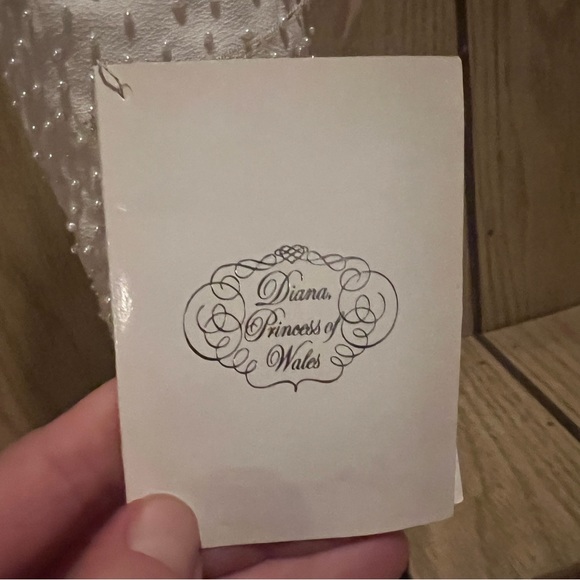 Diana,
Princess of
Wales